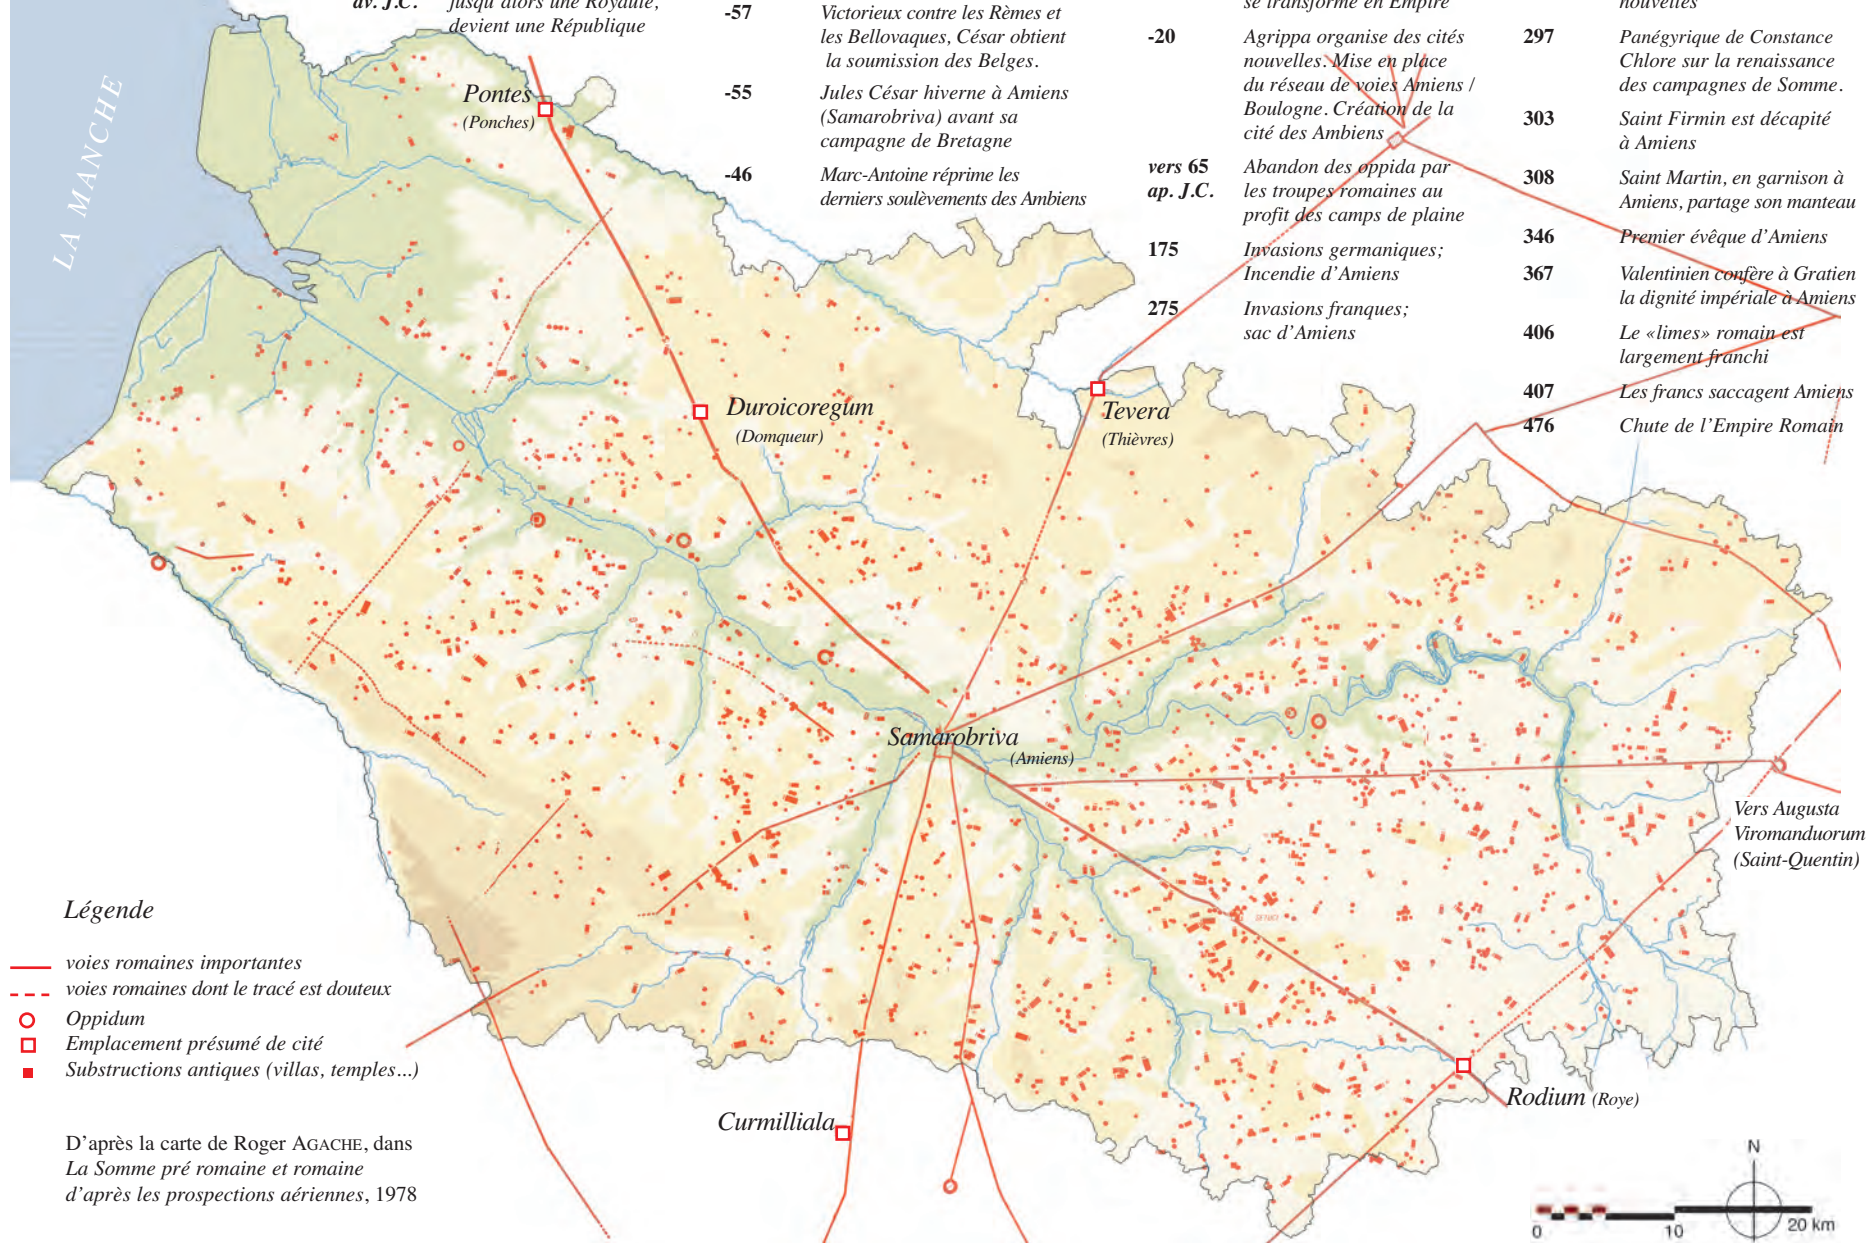 av. J.C. jusqu'alors une Royauté,
devient une République
-57 Victorieux contre les Rèmes et
les Bellovaques, César obtient
la soumission des Belges.
-55 Jules César hiverne à Amiens
(Samarobriva) avant sa
campagne de Bretagne
-46 Marc-Antoine réprime les
derniers soulèvements des Ambiens
se transforme en Empire
-20 Agrippa organise des cités
nouvelles. Mise en place
du réseau de voies Amiens /
Boulogne. Création de la
cité des Ambiens
vers 65 Abandon des oppida par
ap. J.C. les troupes romaines au
profit des camps de plaine
175 Invasions germaniques;
Incendie d'Amiens
275 Invasions franques;
sac d'Amiens
nouvelles
297 Panégyrique de Constance
Chlore sur la renaissance
des campagnes de Somme.
303 Saint Firmin est décapité
à Amiens
308 Saint Martin, en garnison à
Amiens, partage son manteau
346 Premier évêque d'Amiens
367 Valentinien confère à Gratien
la dignité impériale à Amiens
406 Le «limes» romain est
largement franchi
407 Les francs saccagent Amiens
476 Chute de l'Empire Romain
LA MANCHE
Pontes
(Ponches)
Duroicoregum
(Domqueur)
Tevera
(Thièvres)
Samarobriva
(Amiens)
Vers Augusta
Viromanduorum
(Saint-Quentin)
Rodium (Roye)
Curmilliala
Légende
voies romaines importantes
voies romaines dont le tracé est douteux
Oppidum
Emplacement présumé de cité
Substructions antiques (villas, temples...)
D'après la carte de Roger AGACHE, dans
La Somme pré romaine et romaine
d'après les prospections aériennes, 1978
N
0 10 20 km